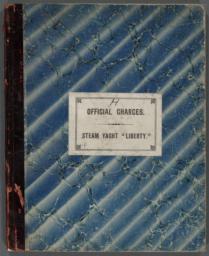 H
OFFICIAL CHARGES.
STEAM YACHT "LIBERTY."